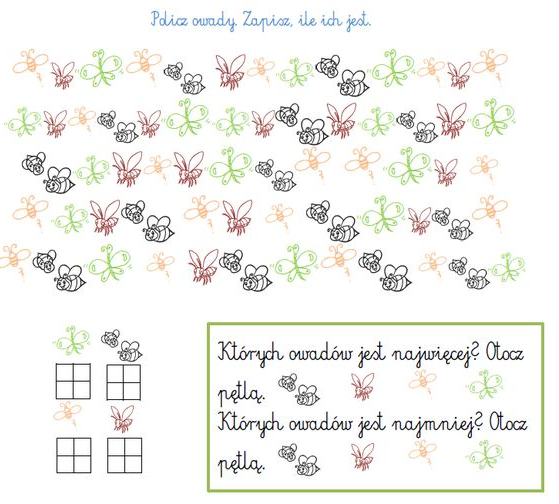 Policz owady. Zapisz, ile ich jest.
Których owadów jest najwięcej? Otocz
pętlą.
Których owadów jest najmniej? Otocz
pętlą.